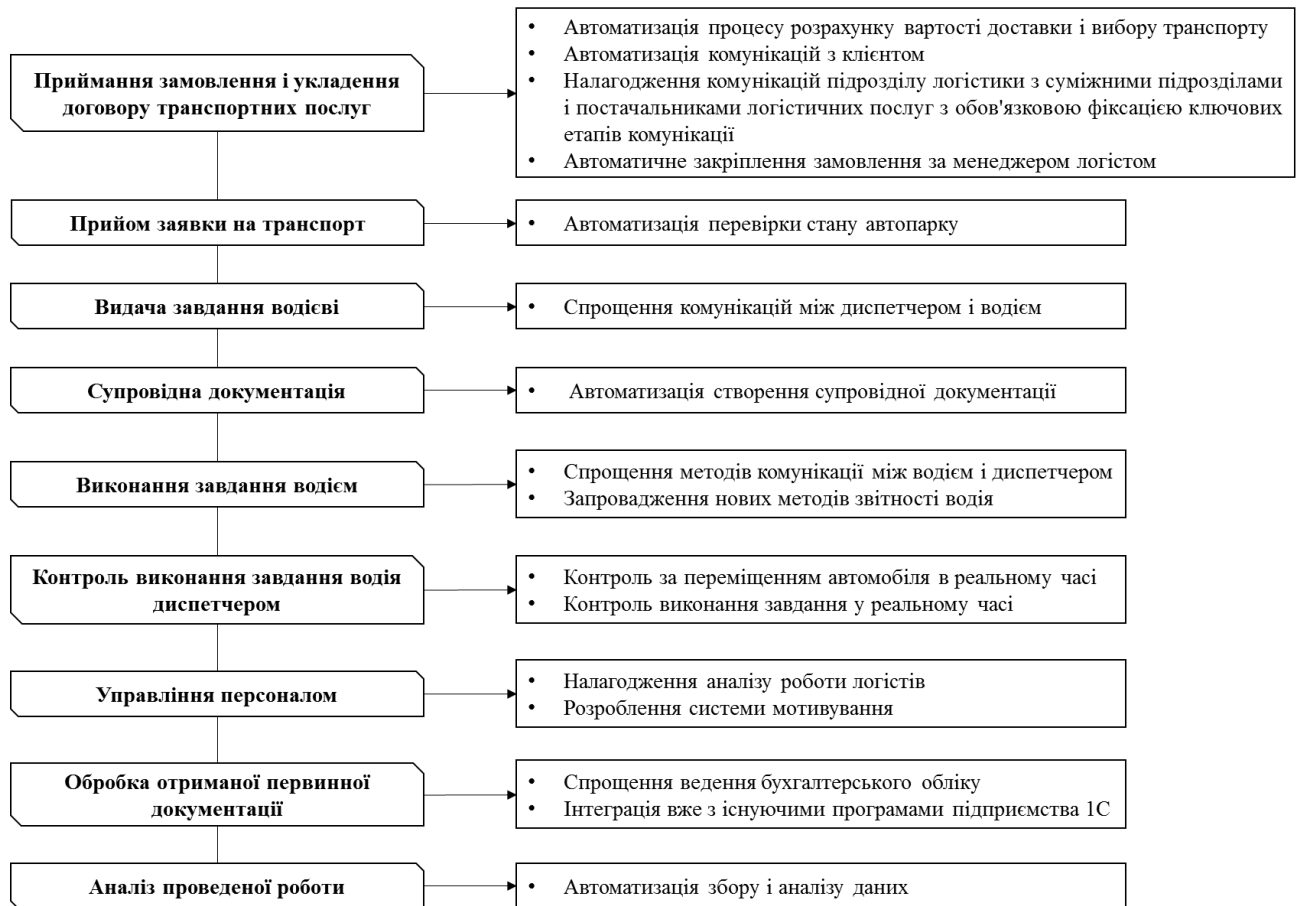 Приймання замовлення і укладення
договору транспортних послуг
• Автоматизація процесу розрахунку вартості доставки і вибору транспорту
• Автоматизація комунікацій з клієнтом
• Налагодження комунікацій підрозділу логістики з суміжними підрозділами
і постачальниками логістичних послуг з обов'язковою фіксацією ключових
етапів комунікації
• Автоматичне закріплення замовлення за менеджером логістом
Прийом заявки на транспорт
• Автоматизація перевірки стану автопарку
Видача завдання водієві
• Спрощення комунікацій між диспетчером і водієм
Супровідна документація
• Автоматизація створення супровідної документації
Виконання завдання водієм
• Спрощення методів комунікації між водієм і диспетчером
• Запровадження нових методів звітності водія
Контроль виконання завдання водія
диспетчером
• Контроль за переміщенням автомобіля в реальному часі
• Контроль виконання завдання у реальному часі
Управління персоналом
• Налагодження аналізу роботи логістів
• Розроблення системи мотивування
Обробка отриманої первинної
документації
• Спрощення ведення бухгалтерського обліку
• Інтеграція вже з існуючими програмами підприємства 1С
Аналіз проведеної роботи
• Автоматизація збору і аналізу даних